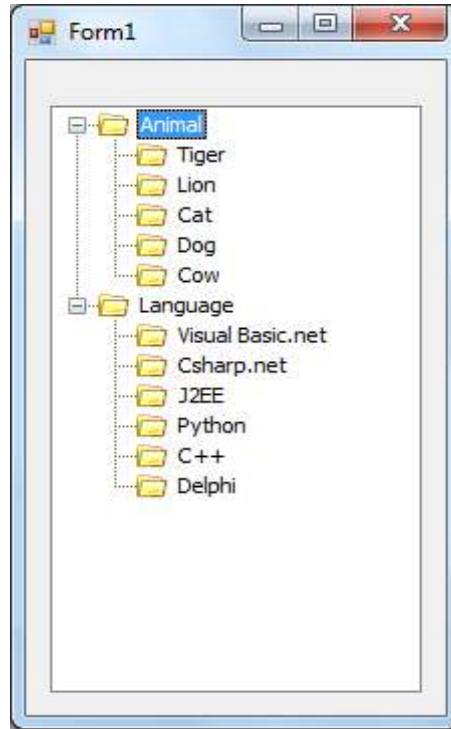 Form1
Animal
Tiger
Lion
Cat
Dog
Cow
Language
Visual Basic.net
Csharp.net
J2EE
Python
C++
Delphi